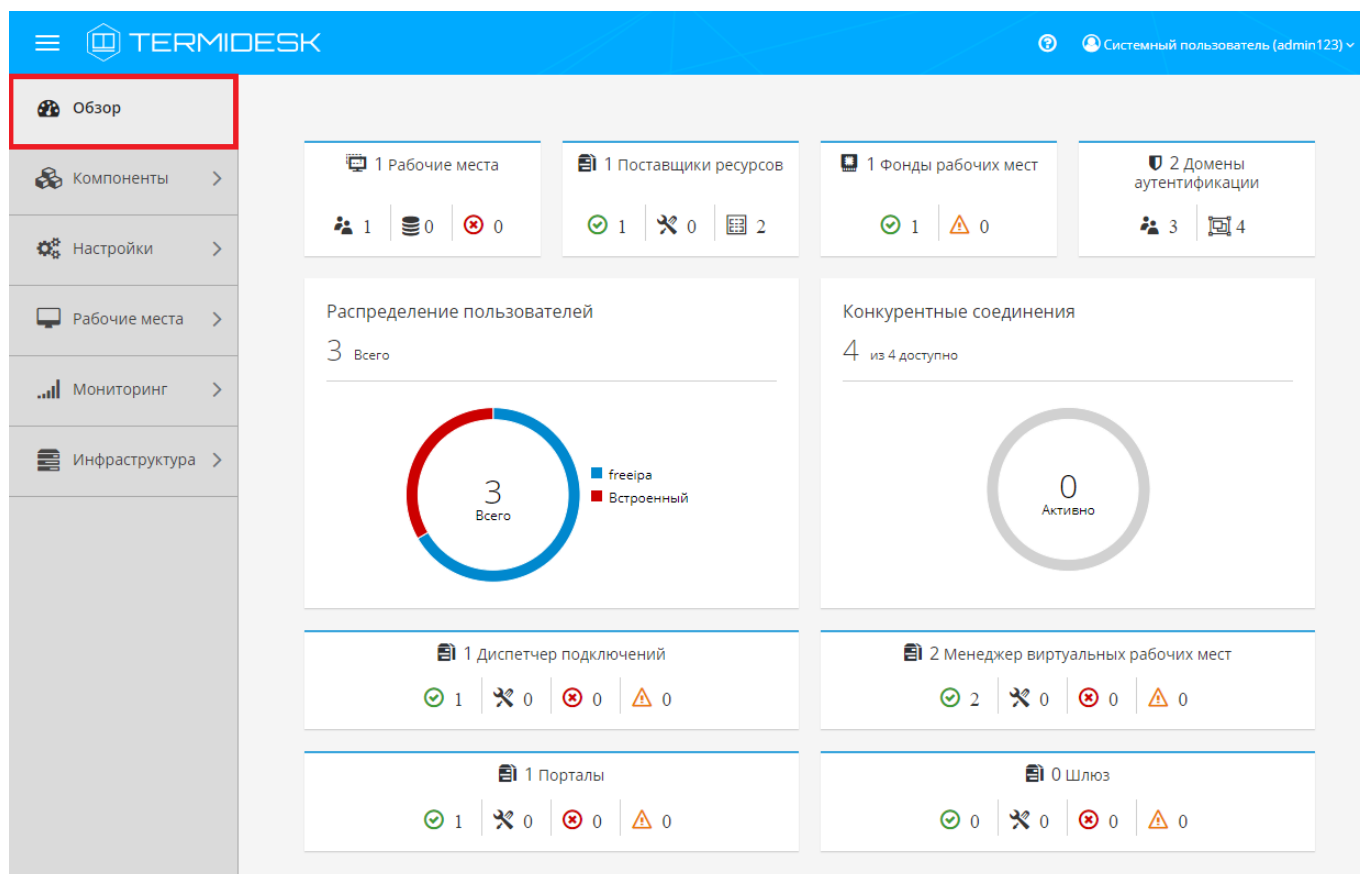 TERMIDESK
Системный пользователь (admin123)
Обзор
Компоненты
Настройки
Рабочие места
Мониторинг
Инфраструктура
1 Рабочие места
1 0 0
1 Поставщики ресурсов
1 0 2
1 Фонды рабочих мест
1 0
2 Домены
аутентификации
3 4
Распределение пользователей
3 Всего
3
Всего
freeipa
Встроенный
Конкурентные соединения
4 из 4 доступно
0
Активно
1 Диспетчер подключений
1 0 0 0
2 Менеджер виртуальных рабочих мест
2 0 0 0
1 Порталы
1 0 0 0
0 Шлюз
0 0 0 0